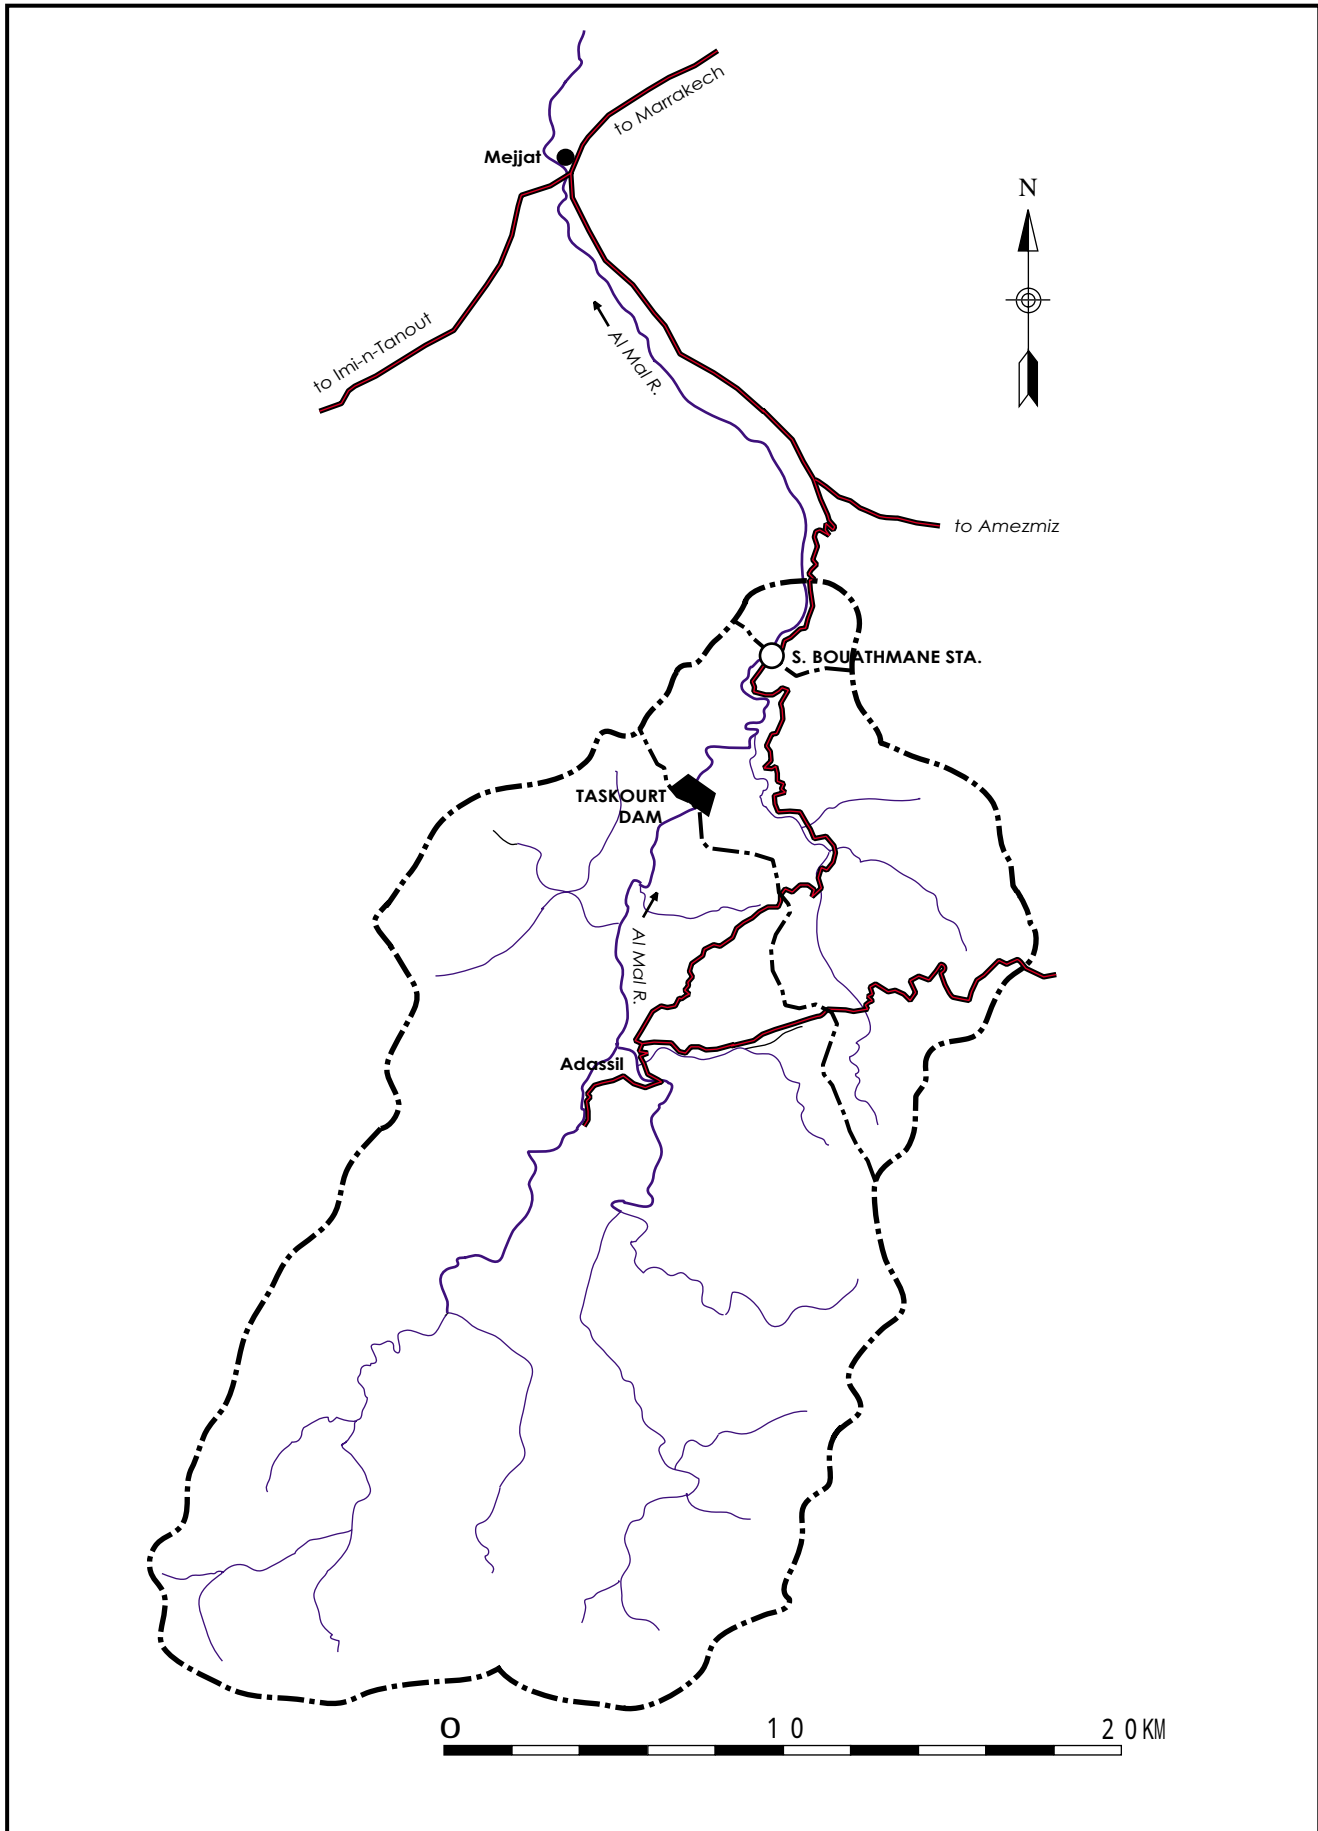 to Marrakech
Mejjat
N
to Imi-n-Tanout
Al Mal R.
to Amezmiz
S. BOUATHMANE STA.
TASKOURT
DAM
Al Mal R.
Adassil
0 10 20KM